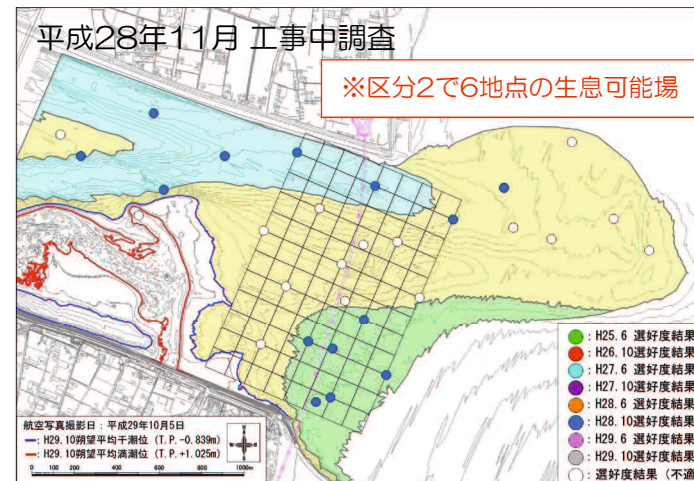 平成28年11月 工事中調査
※区分2で6地点の生息可能場
: H25. 6 選好度結果
: H26. 10選好度結果
: H27. 6 選好度結果
: H27. 10選好度結果
: H28. 6 選好度結果
: H28. 10選好度結果
: H29. 6 選好度結果
: H29. 10選好度結果
: 選好度結果 (不適
航空写真撮影日：平成29年10月5日
: H29. 10朔望平均干潮位 (T. P. -0.839m)
: H29. 10朔望平均満潮位 (T. P. +1.025m)
N
W
S
0 200 400 600 800 1000m